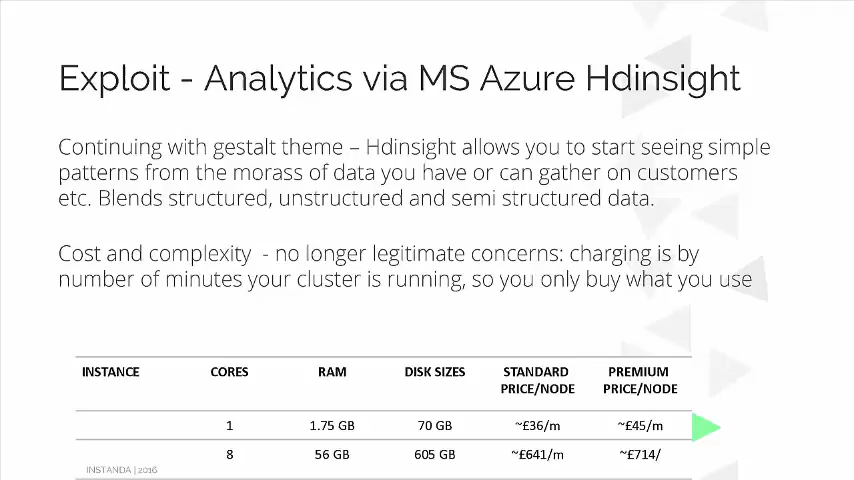 Exploit - Analytics via MS Azure Hdinsight
Continuing with gestalt theme – Hdinsight allows you to start seeing simple
patterns from the morass of data you have or can gather on customers
etc. Blends structured, unstructured and semi structured data.
Cost and complexity - no longer legitimate concerns: charging is by
number of minutes your cluster is running, so you only buy what you use
INSTANCE CORES RAM DISK SIZES STANDARD PREMIUM
PRICE/NODE PRICE/NODE
1 1.75 GB 70 GB ~£36/m ~£45/m
8 56 GB 605 GB ~£641/m ~£714/
INSTANDA | 2016